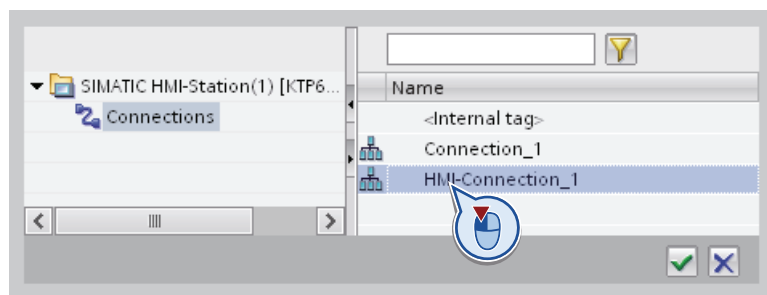 SIMATIC HMI-Station(1) [KTP6...
Connections
Name
<Internal tag>
Connection_1
HMI-Connection_1